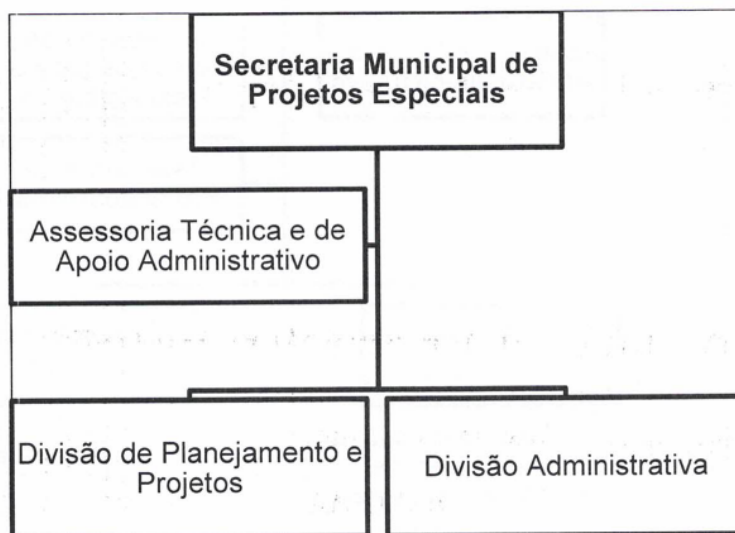 Secretaria Municipal de
Projetos Especiais
Assessoria Técnica e de
Apoio Administrativo
Divisão de Planejamento e
Projetos
Divisão Administrativa